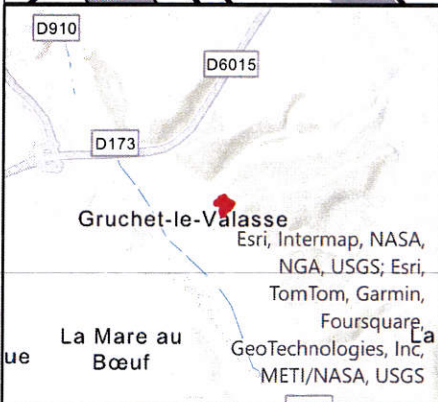 D910
D6015
D173
Gruchet-le-Valasse
Esri, Intermap, NASA,
NGA, USGS; Esri,
TomTom, Garmin,
Foursquare,
GeoTechnologies, Inc,
METI/NASA, USGS
La Mare au
Bœuf
La
ue